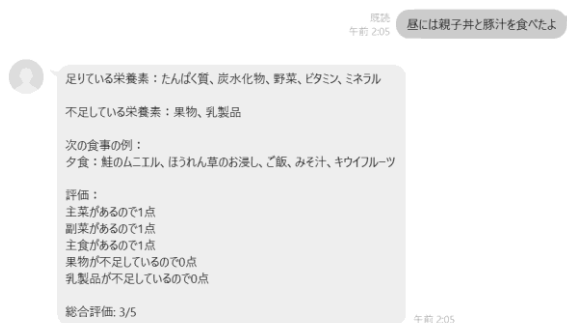 既読
午前 2:05
昼には親子丼と豚汁を食べたよ
足りている栄養素：たんぱく質、炭水化物、野菜、ビタミン、ミネラル
不足している栄養素：果物、乳製品
次の食事の例：
夕食：鮭のムニエル、ほうれん草のお浸し、ご飯、みそ汁、キウイフルーツ
評価：
主菜があるので1点
副菜があるので1点
主食があるので1点
果物が不足しているので0点
乳製品が不足しているので0点
総合評価: 3/5
午前 2:05